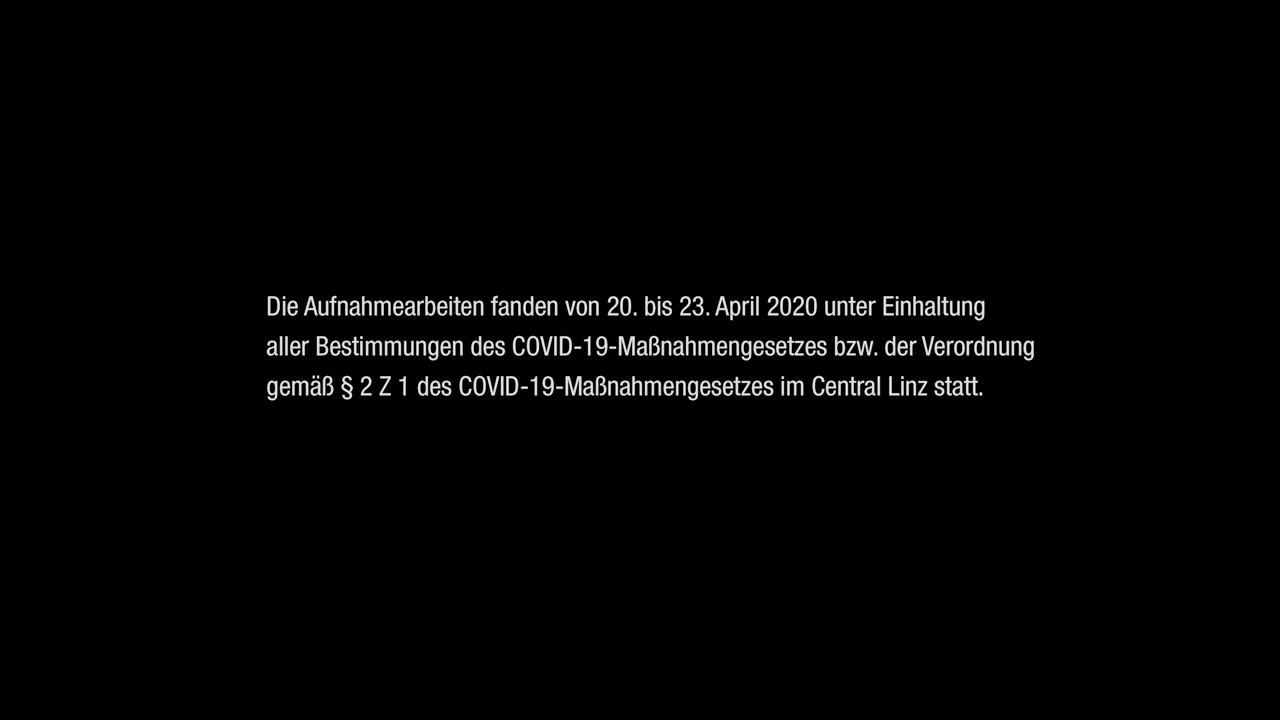 Die Aufnahmearbeiten fanden von 20. bis 23. April 2020 unter Einhaltung
aller Bestimmungen des COVID-19-Maßnahmengesetzes bzw. der Verordnung
gemäß § 2 Z 1 des COVID-19-Maßnahmengesetzes im Central Linz statt.